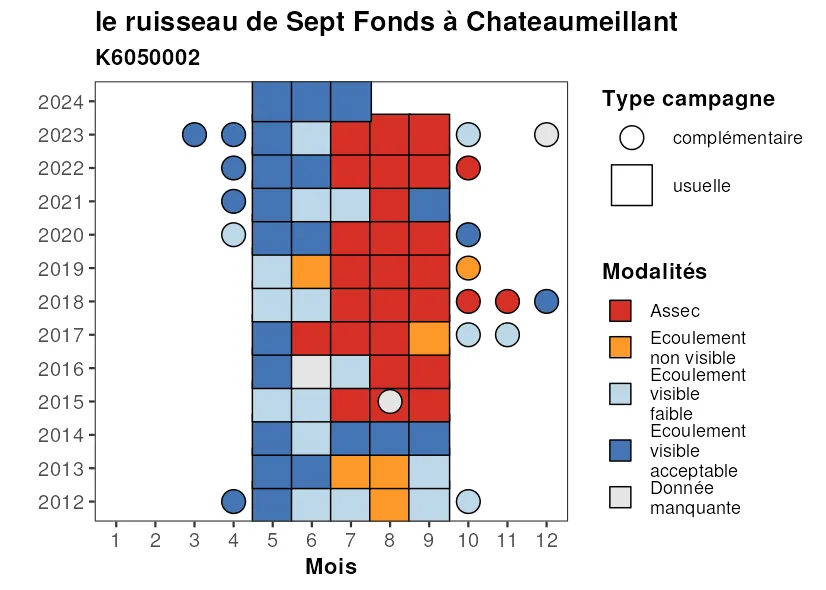 le ruisseau de Sept Fonds à Chateaumeillant
K6050002
2024
2023
2022
2021
2020
2019
2018
2017
2016
2015
2014
2013
2012
1 2 3 4 5 6 7 8 9 10 11 12
Mois
Type campagne
complémentaire
usuelle
Modalités
Assec
Ecoulement
non visible
Ecoulement
visible
faible
Ecoulement
visible
acceptable
Donnée
manquante